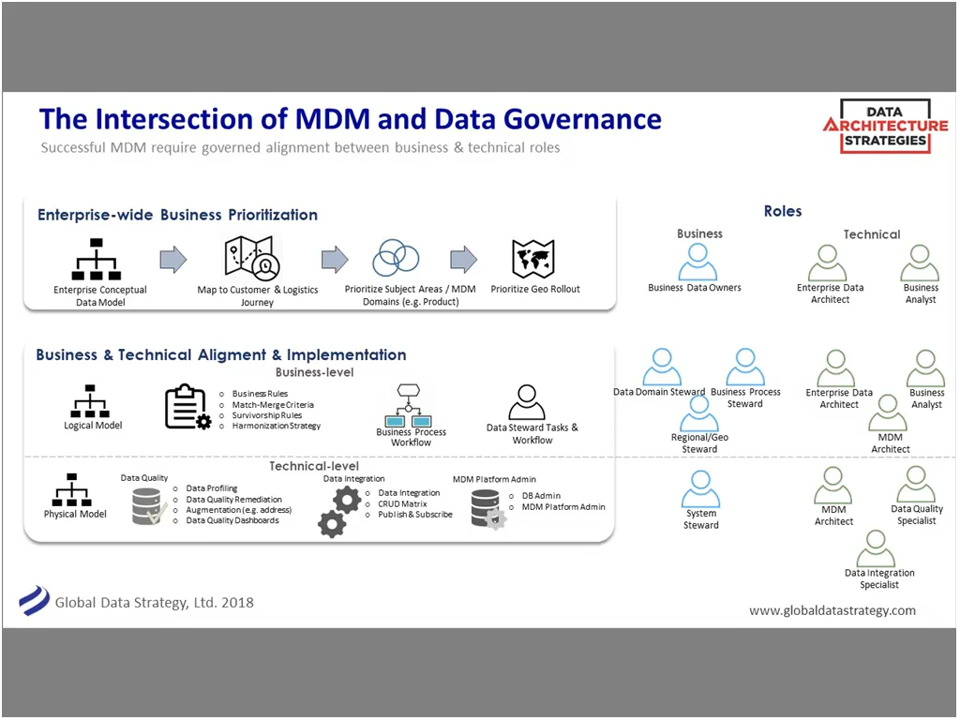 The Intersection of MDM and Data Governance
Successful MDM require governed alignment between business & technical roles
DATA
ARCHITECTURE
STRATEGIES
Enterprise-wide Business Prioritization
Enterprise Conceptual
Data Model
Map to Customer & Logistics
Journey
Prioritize Subject Areas / MDM
Domains (e.g. Product)
Prioritize Geo Rollout
Roles
Business
Technical
Business Data Owners
Enterprise Data
Architect
Business
Analyst
Business & Technical Aligment & Implementation
Business-level
Logical Model
o Business Rules
o Match-Merge Criteria
o Survivorship Rules
o Harmonization Strategy
Business Process
Workflow
Data Steward Tasks &
Workflow
Data Domain Steward
Business Process
Steward
Regional/Geo
Steward
Enterprise Data
Architect
Business
Analyst
MDM
Architect
Technical-level
Physical Model
Data Quality
o Data Profiling
o Data Quality Remediation
o Augmentation (e.g. address)
o Data Quality Dashboards
Data Integration
o Data Integration
o CRUD Matrix
o Publish & Subscribe
MDM Platform Admin
o DB Admin
o MDM Platform Admin
System
Steward
MDM
Architect
Data Quality
Specialist
Data Integration
Specialist
Global Data Strategy, Ltd. 2018
www.globaldatastrategy.com